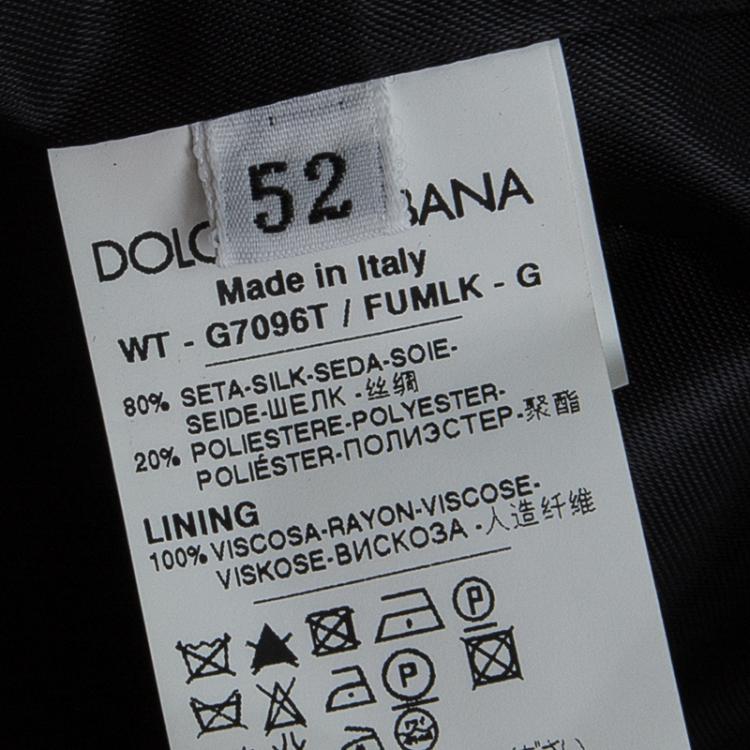 52
DOLC BANA
Made in Italy
WT - G7096T / FUMLK - G
80% SETA-SILK-SEDA-SOIE-
SEIDE-ШЕЛК -丝绸
20% POLIESTERE-POLYESTER-
POLIÉSTER-ПОЛИЭСТЕР-聚酯
LINING
100% VISCOSA-RAYON-VISCOSE-
VISKOSE-ВИСКОЗА -人造纤维
P
P